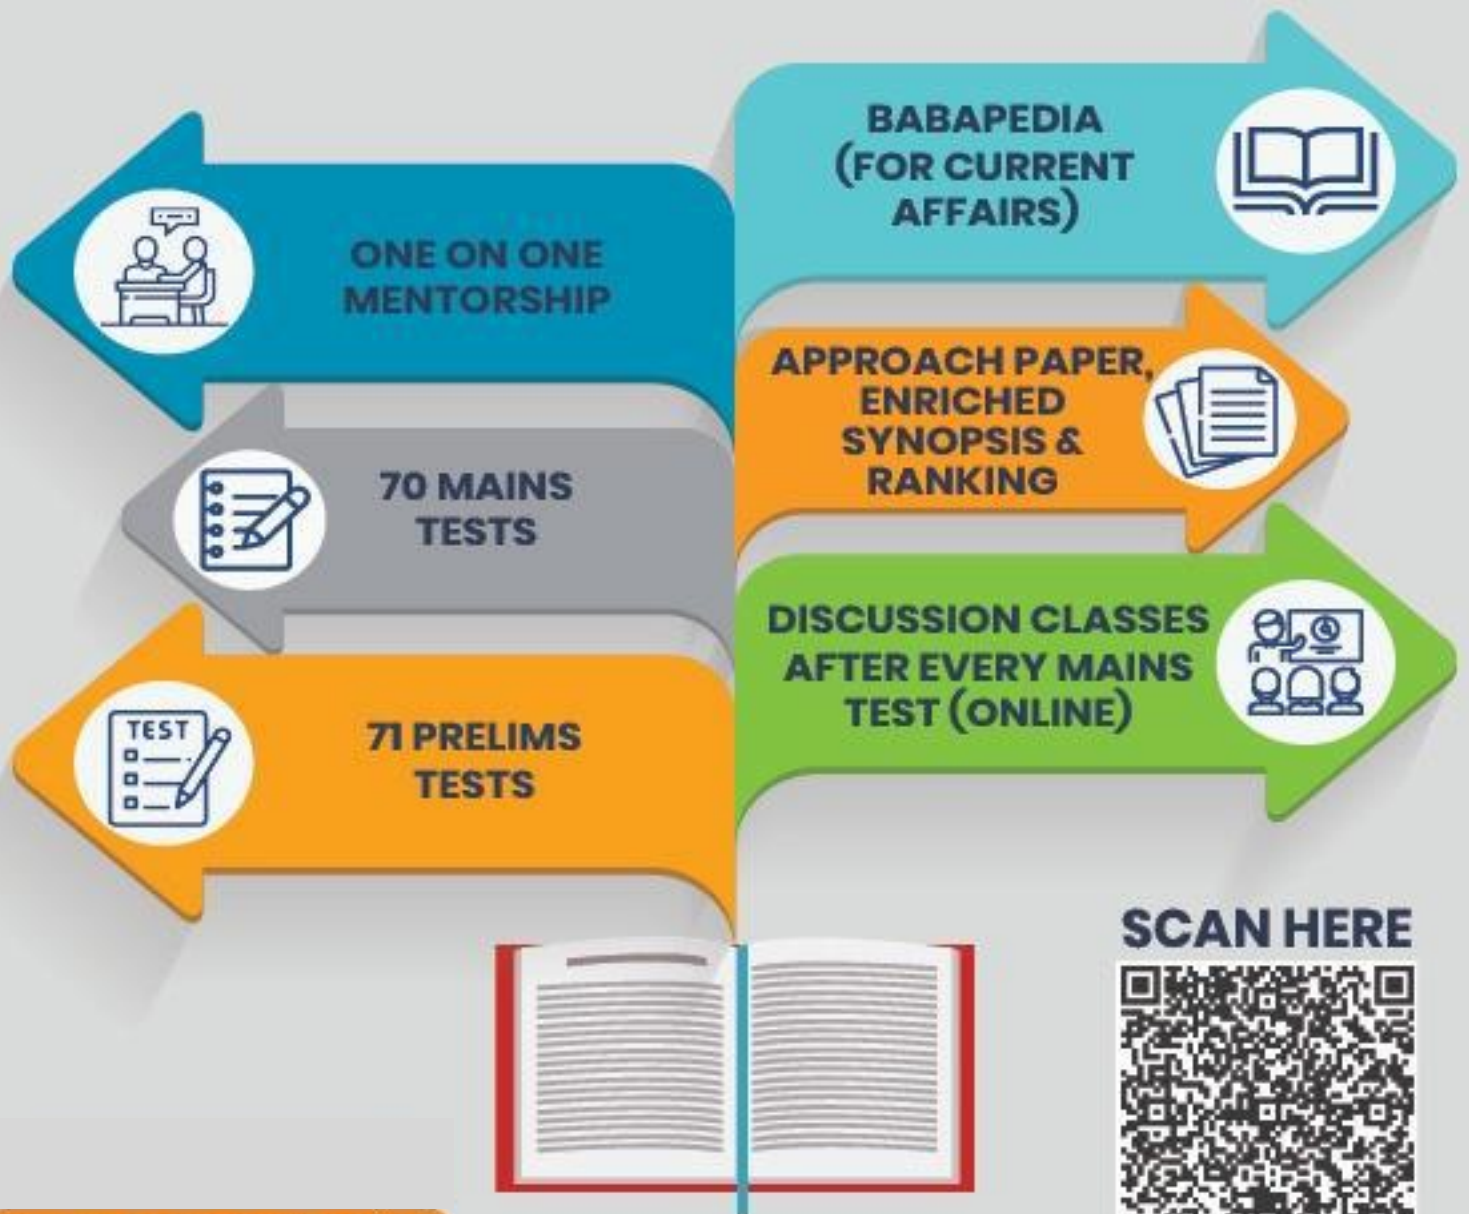 BABAPEDIA
(FOR CURRENT
AFFAIRS)
ONE ON ONE
MENTORSHIP
APPROACH PAPER,
ENRICHED
SYNOPSIS &
RANKING
70 MAINS
TESTS
DISCUSSION CLASSES
AFTER EVERY MAINS
TEST (ONLINE)
TEST
71 PRELIMS
TESTS
SCAN HERE